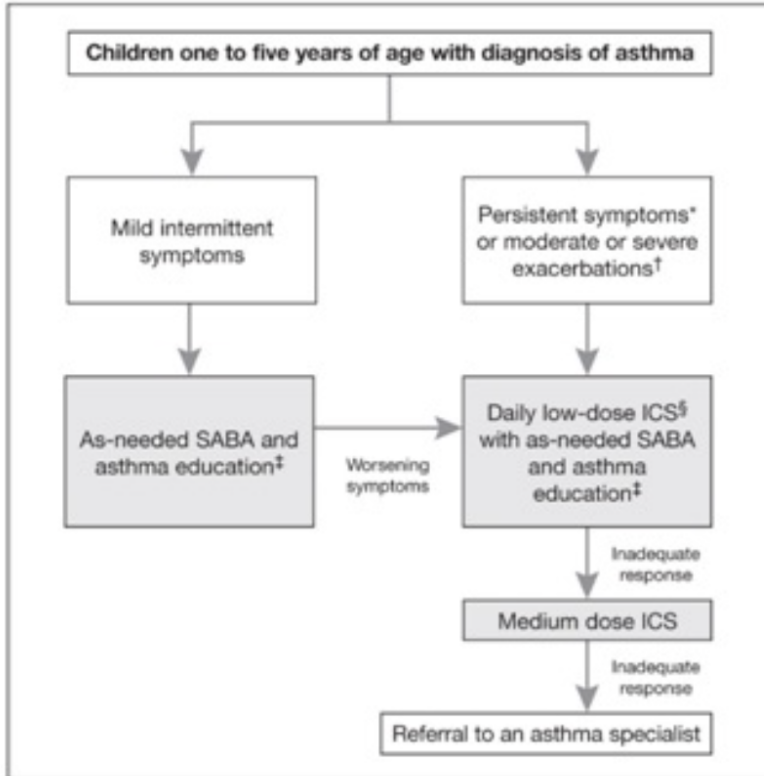 Children one to five years of age with diagnosis of asthma
Mild intermittent
symptoms
Persistent symptoms*
or moderate or severe
exacerbations†
As-needed SABA and
asthma education‡
Worsening
symptoms
Daily low-dose ICS§
with as-needed SABA
and asthma
education‡
Inadequate
response
Medium dose ICS
Inadequate
response
Referral to an asthma specialist